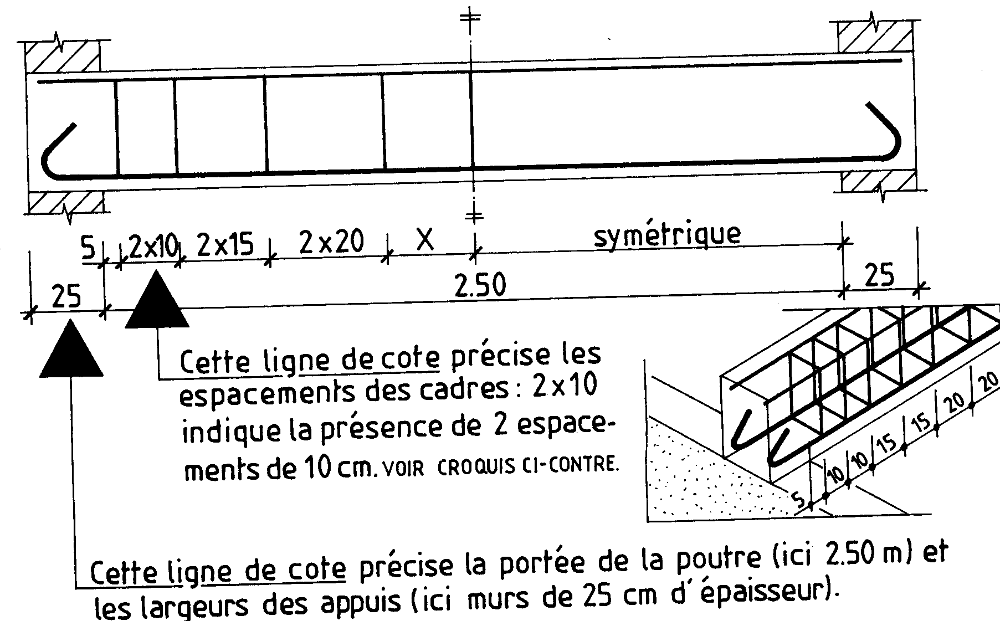 5 2x10 2x15 2x20 X symétrique
25 2.50 25
Cette ligne de cote précise les
espacements des cadres : 2x10
indique la présence de 2 espace-
ments de 10 cm. VOIR CROQUIS CI-CONTRE.
5 10 10 15 15 20 20
Cette ligne de cote précise la portée de la poutre (ici 2.50 m) et
les largeurs des appuis (ici murs de 25 cm d'épaisseur).